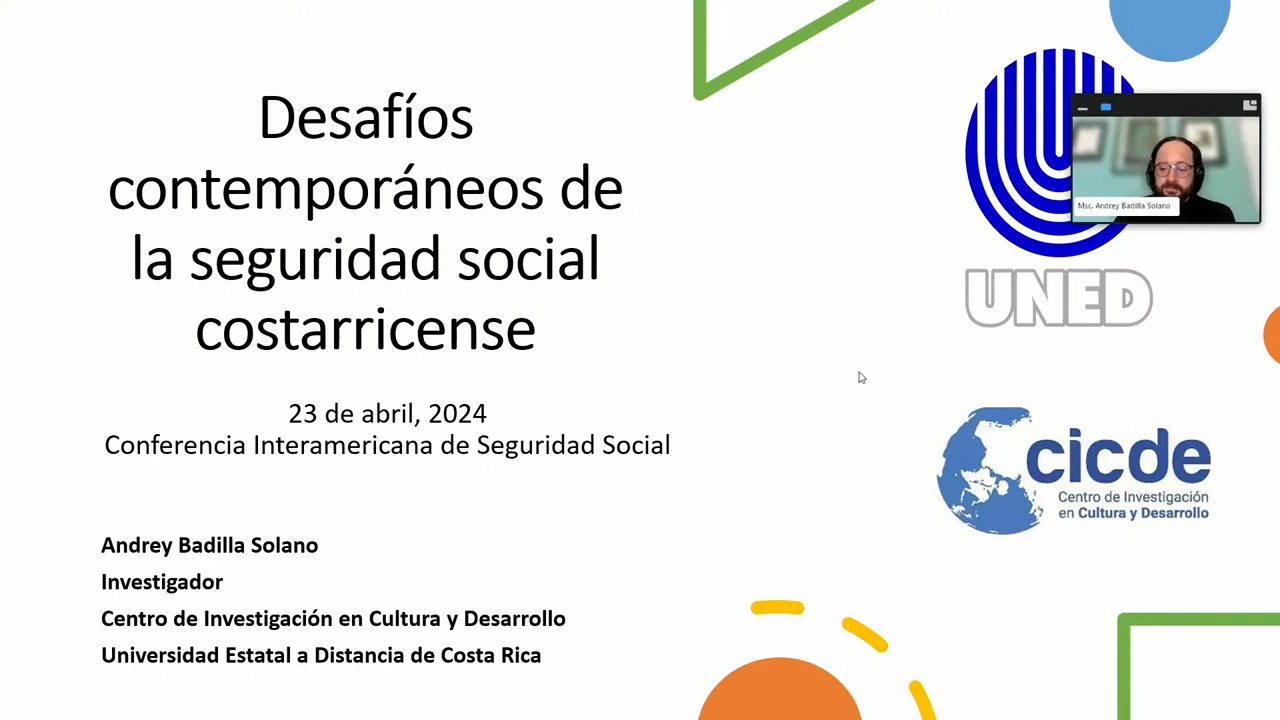 Desafíos
contemporáneos de
la seguridad social
costarricense
23 de abril, 2024
Conferencia Interamericana de Seguridad Social
Andrey Badilla Solano
Investigador
Centro de Investigación en Cultura y Desarrollo
Universidad Estatal a Distancia de Costa Rica
Msc. Andrey Badilla Solano
UNED
cicde
Centro de Investigación
en Cultura y Desarrollo